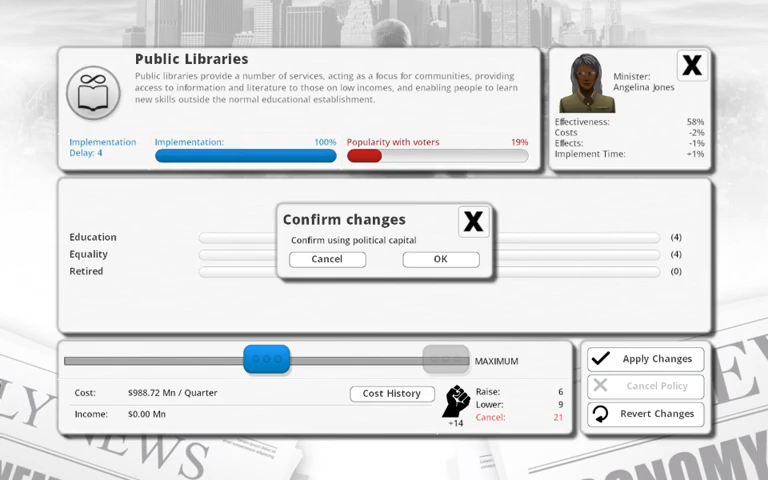 Public Libraries
Public libraries provide a number of services, acting as a focus for communities, providing
access to information and literature to those on low incomes, and enabling people to learn
new skills outside the normal educational establishment.
Implementation
Delay: 4
Implementation: 100%
Popularity with voters 19%
X
Minister:
Angelina Jones
Effectiveness: 58%
Costs -2%
Effects: -1%
Implement Time: +1%
Confirm changes
X
Confirm using political capital
Cancel
OK
Education (4)
Equality (4)
Retired (0)
MAXIMUM
Cost: $988.72 Mn / Quarter
Income: $0.00 Mn
Cost History
+14
Raise: 6
Lower: 9
Cancel: 21
Apply Changes
Cancel Policy
Revert Changes
LY NEWS
NEWS
ECONOMY